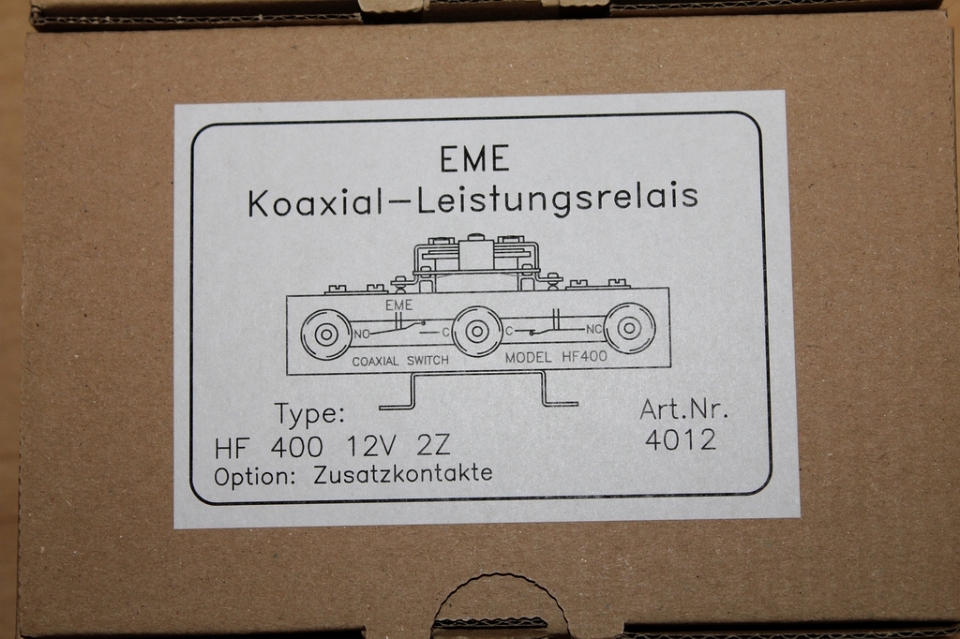 EME
Koaxial-Leistungsrelais
EME
NO C C NC
COAXIAL SWITCH MODEL HF400
Type: Art.Nr.
HF 400 12V 2Z 4012
Option: Zusatzkontakte